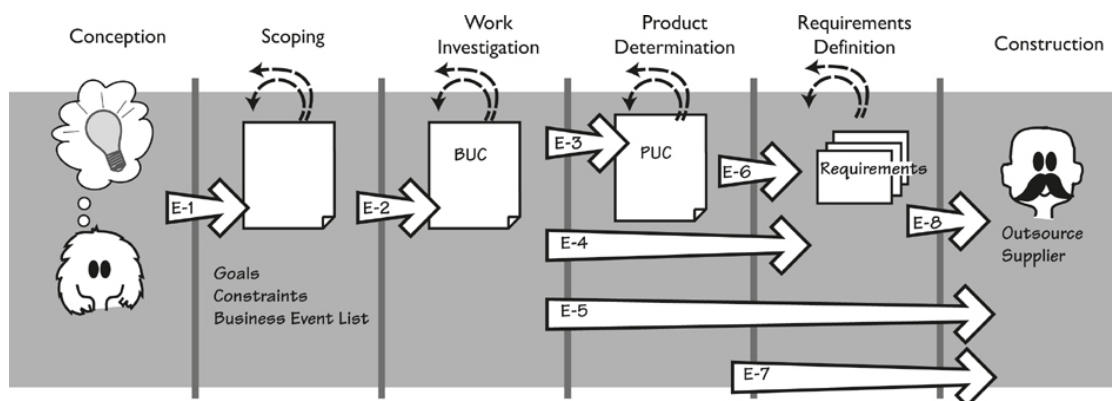 Conception
Scoping
Work
Investigation
Product
Determination
Requirements
Definition
Construction
E-1
Goals
Constraints
Business Event List
E-2
BUC
E-3
PUC
E-4
E-5
E-6
E-7
Requirements
E-8
Outsource
Supplier